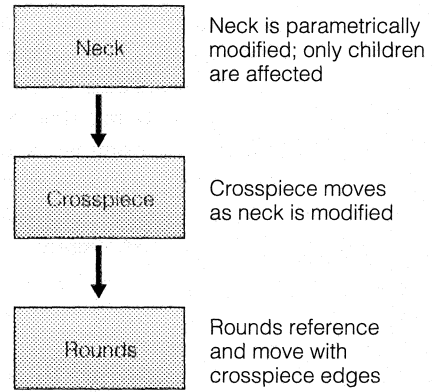 Neck
Neck is parametrically
modified; only children
are affected
Crosspiece
Crosspiece moves
as neck is modified
Rounds
Rounds reference
and move with
crosspiece edges